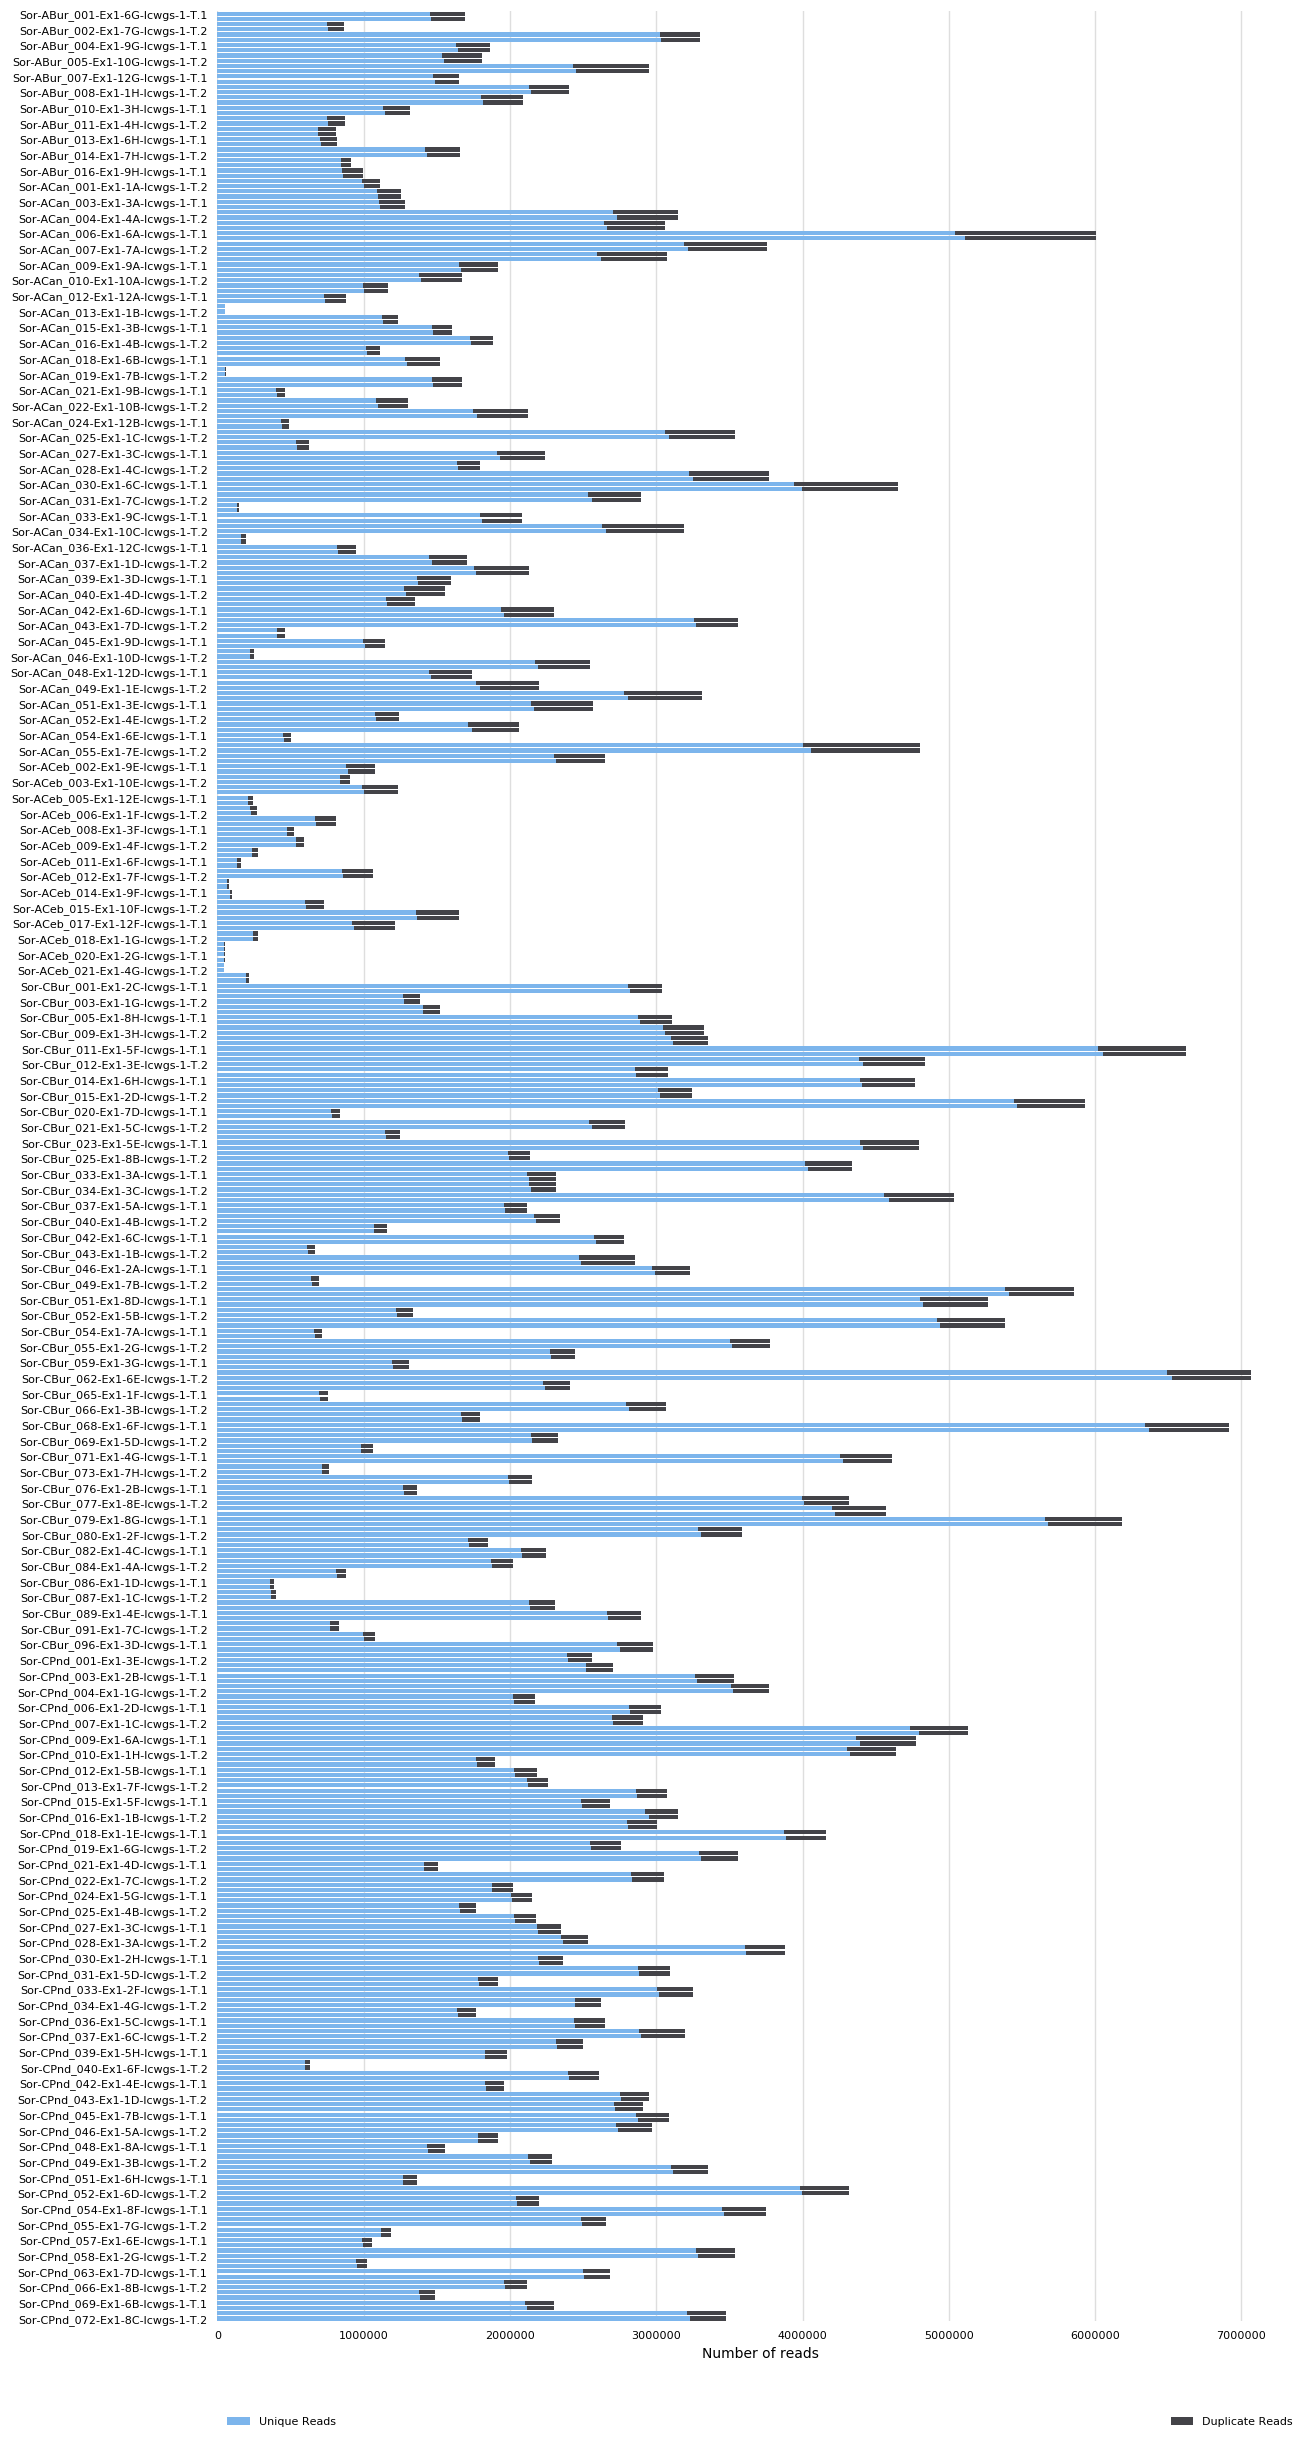 Sor-ABur_001-Ex1-6G-lcwgs-1-T.1
Sor-ABur_002-Ex1-7G-lcwgs-1-T.2
Sor-ABur_004-Ex1-9G-lcwgs-1-T.1
Sor-ABur_005-Ex1-10G-lcwgs-1-T.2
Sor-ABur_007-Ex1-12G-lcwgs-1-T.1
Sor-ABur_008-Ex1-1H-lcwgs-1-T.2
Sor-ABur_010-Ex1-3H-lcwgs-1-T.1
Sor-ABur_011-Ex1-4H-lcwgs-1-T.2
Sor-ABur_013-Ex1-6H-lcwgs-1-T.1
Sor-ABur_014-Ex1-7H-lcwgs-1-T.2
Sor-ABur_016-Ex1-9H-lcwgs-1-T.1
Sor-ACan_001-Ex1-1A-lcwgs-1-T.2
Sor-ACan_003-Ex1-3A-lcwgs-1-T.1
Sor-ACan_004-Ex1-4A-lcwgs-1-T.2
Sor-ACan_006-Ex1-6A-lcwgs-1-T.1
Sor-ACan_007-Ex1-7A-lcwgs-1-T.2
Sor-ACan_009-Ex1-9A-lcwgs-1-T.1
Sor-ACan_010-Ex1-10A-lcwgs-1-T.2
Sor-ACan_012-Ex1-12A-lcwgs-1-T.1
Sor-ACan_013-Ex1-1B-lcwgs-1-T.2
Sor-ACan_015-Ex1-3B-lcwgs-1-T.1
Sor-ACan_016-Ex1-4B-lcwgs-1-T.2
Sor-ACan_018-Ex1-6B-lcwgs-1-T.1
Sor-ACan_019-Ex1-7B-lcwgs-1-T.2
Sor-ACan_021-Ex1-9B-lcwgs-1-T.1
Sor-ACan_022-Ex1-10B-lcwgs-1-T.2
Sor-ACan_024-Ex1-12B-lcwgs-1-T.1
Sor-ACan_025-Ex1-1C-lcwgs-1-T.2
Sor-ACan_027-Ex1-3C-lcwgs-1-T.1
Sor-ACan_028-Ex1-4C-lcwgs-1-T.2
Sor-ACan_030-Ex1-6C-lcwgs-1-T.1
Sor-ACan_031-Ex1-7C-lcwgs-1-T.2
Sor-ACan_033-Ex1-9C-lcwgs-1-T.1
Sor-ACan_034-Ex1-10C-lcwgs-1-T.2
Sor-ACan_036-Ex1-12C-lcwgs-1-T.1
Sor-ACan_037-Ex1-1D-lcwgs-1-T.2
Sor-ACan_039-Ex1-3D-lcwgs-1-T.1
Sor-ACan_040-Ex1-4D-lcwgs-1-T.2
Sor-ACan_042-Ex1-6D-lcwgs-1-T.1
Sor-ACan_043-Ex1-7D-lcwgs-1-T.2
Sor-ACan_045-Ex1-9D-lcwgs-1-T.1
Sor-ACan_046-Ex1-10D-lcwgs-1-T.2
Sor-ACan_048-Ex1-12D-lcwgs-1-T.1
Sor-ACan_049-Ex1-1E-lcwgs-1-T.2
Sor-ACan_051-Ex1-3E-lcwgs-1-T.1
Sor-ACan_052-Ex1-4E-lcwgs-1-T.2
Sor-ACan_054-Ex1-6E-lcwgs-1-T.1
Sor-ACan_055-Ex1-7E-lcwgs-1-T.2
Sor-ACeb_002-Ex1-9E-lcwgs-1-T.1
Sor-ACeb_003-Ex1-10E-lcwgs-1-T.2
Sor-ACeb_005-Ex1-12E-lcwgs-1-T.1
Sor-ACeb_006-Ex1-1F-lcwgs-1-T.2
Sor-ACeb_008-Ex1-3F-lcwgs-1-T.1
Sor-ACeb_009-Ex1-4F-lcwgs-1-T.2
Sor-ACeb_011-Ex1-6F-lcwgs-1-T.1
Sor-ACeb_012-Ex1-7F-lcwgs-1-T.2
Sor-ACeb_014-Ex1-9F-lcwgs-1-T.1
Sor-ACeb_015-Ex1-10F-lcwgs-1-T.2
Sor-ACeb_017-Ex1-12F-lcwgs-1-T.1
Sor-ACeb_018-Ex1-1G-lcwgs-1-T.2
Sor-ACeb_020-Ex1-2G-lcwgs-1-T.1
Sor-ACeb_021-Ex1-4G-lcwgs-1-T.2
Sor-CBur_001-Ex1-2C-lcwgs-1-T.1
Sor-CBur_003-Ex1-1G-lcwgs-1-T.2
Sor-CBur_005-Ex1-8H-lcwgs-1-T.1
Sor-CBur_009-Ex1-3H-lcwgs-1-T.2
Sor-CBur_011-Ex1-5F-lcwgs-1-T.1
Sor-CBur_012-Ex1-3E-lcwgs-1-T.2
Sor-CBur_014-Ex1-6H-lcwgs-1-T.1
Sor-CBur_015-Ex1-2D-lcwgs-1-T.2
Sor-CBur_020-Ex1-7D-lcwgs-1-T.1
Sor-CBur_021-Ex1-5C-lcwgs-1-T.2
Sor-CBur_023-Ex1-5E-lcwgs-1-T.1
Sor-CBur_025-Ex1-8B-lcwgs-1-T.2
Sor-CBur_033-Ex1-3A-lcwgs-1-T.1
Sor-CBur_034-Ex1-3C-lcwgs-1-T.2
Sor-CBur_037-Ex1-5A-lcwgs-1-T.1
Sor-CBur_040-Ex1-4B-lcwgs-1-T.2
Sor-CBur_042-Ex1-6C-lcwgs-1-T.1
Sor-CBur_043-Ex1-1B-lcwgs-1-T.2
Sor-CBur_046-Ex1-2A-lcwgs-1-T.1
Sor-CBur_049-Ex1-7B-lcwgs-1-T.2
Sor-CBur_051-Ex1-8D-lcwgs-1-T.1
Sor-CBur_052-Ex1-5B-lcwgs-1-T.2
Sor-CBur_054-Ex1-7A-lcwgs-1-T.1
Sor-CBur_055-Ex1-2G-lcwgs-1-T.2
Sor-CBur_059-Ex1-3G-lcwgs-1-T.1
Sor-CBur_062-Ex1-6E-lcwgs-1-T.2
Sor-CBur_065-Ex1-1F-lcwgs-1-T.1
Sor-CBur_066-Ex1-3B-lcwgs-1-T.2
Sor-CBur_068-Ex1-6F-lcwgs-1-T.1
Sor-CBur_069-Ex1-5D-lcwgs-1-T.2
Sor-CBur_071-Ex1-4G-lcwgs-1-T.1
Sor-CBur_073-Ex1-7H-lcwgs-1-T.2
Sor-CBur_076-Ex1-2B-lcwgs-1-T.1
Sor-CBur_077-Ex1-8E-lcwgs-1-T.2
Sor-CBur_079-Ex1-8G-lcwgs-1-T.1
Sor-CBur_080-Ex1-2F-lcwgs-1-T.2
Sor-CBur_082-Ex1-4C-lcwgs-1-T.1
Sor-CBur_084-Ex1-4A-lcwgs-1-T.2
Sor-CBur_086-Ex1-1D-lcwgs-1-T.1
Sor-CBur_087-Ex1-1C-lcwgs-1-T.2
Sor-CBur_089-Ex1-4E-lcwgs-1-T.1
Sor-CBur_091-Ex1-7C-lcwgs-1-T.2
Sor-CBur_096-Ex1-3D-lcwgs-1-T.1
Sor-CPnd_001-Ex1-3E-lcwgs-1-T.2
Sor-CPnd_003-Ex1-2B-lcwgs-1-T.1
Sor-CPnd_004-Ex1-1G-lcwgs-1-T.2
Sor-CPnd_006-Ex1-2D-lcwgs-1-T.1
Sor-CPnd_007-Ex1-1C-lcwgs-1-T.2
Sor-CPnd_009-Ex1-6A-lcwgs-1-T.1
Sor-CPnd_010-Ex1-1H-lcwgs-1-T.2
Sor-CPnd_012-Ex1-5B-lcwgs-1-T.1
Sor-CPnd_013-Ex1-7F-lcwgs-1-T.2
Sor-CPnd_015-Ex1-5F-lcwgs-1-T.1
Sor-CPnd_016-Ex1-1B-lcwgs-1-T.2
Sor-CPnd_018-Ex1-1E-lcwgs-1-T.1
Sor-CPnd_019-Ex1-6G-lcwgs-1-T.2
Sor-CPnd_021-Ex1-4D-lcwgs-1-T.1
Sor-CPnd_022-Ex1-7C-lcwgs-1-T.2
Sor-CPnd_024-Ex1-5G-lcwgs-1-T.1
Sor-CPnd_025-Ex1-4B-lcwgs-1-T.2
Sor-CPnd_027-Ex1-3C-lcwgs-1-T.1
Sor-CPnd_028-Ex1-3A-lcwgs-1-T.2
Sor-CPnd_030-Ex1-2H-lcwgs-1-T.1
Sor-CPnd_031-Ex1-5D-lcwgs-1-T.2
Sor-CPnd_033-Ex1-2F-lcwgs-1-T.1
Sor-CPnd_034-Ex1-4G-lcwgs-1-T.2
Sor-CPnd_036-Ex1-5C-lcwgs-1-T.1
Sor-CPnd_037-Ex1-6C-lcwgs-1-T.2
Sor-CPnd_039-Ex1-5H-lcwgs-1-T.1
Sor-CPnd_040-Ex1-6F-lcwgs-1-T.2
Sor-CPnd_042-Ex1-4E-lcwgs-1-T.1
Sor-CPnd_043-Ex1-1D-lcwgs-1-T.2
Sor-CPnd_045-Ex1-7B-lcwgs-1-T.1
Sor-CPnd_046-Ex1-5A-lcwgs-1-T.2
Sor-CPnd_048-Ex1-8A-lcwgs-1-T.1
Sor-CPnd_049-Ex1-3B-lcwgs-1-T.2
Sor-CPnd_051-Ex1-6H-lcwgs-1-T.1
Sor-CPnd_052-Ex1-6D-lcwgs-1-T.2
Sor-CPnd_054-Ex1-8F-lcwgs-1-T.1
Sor-CPnd_055-Ex1-7G-lcwgs-1-T.2
Sor-CPnd_057-Ex1-6E-lcwgs-1-T.1
Sor-CPnd_058-Ex1-2G-lcwgs-1-T.2
Sor-CPnd_063-Ex1-7D-lcwgs-1-T.1
Sor-CPnd_066-Ex1-8B-lcwgs-1-T.2
Sor-CPnd_069-Ex1-6B-lcwgs-1-T.1
Sor-CPnd_072-Ex1-8C-lcwgs-1-T.2
0 1000000 2000000 3000000 4000000 5000000 6000000 7000000
Number of reads
Unique Reads Duplicate Reads